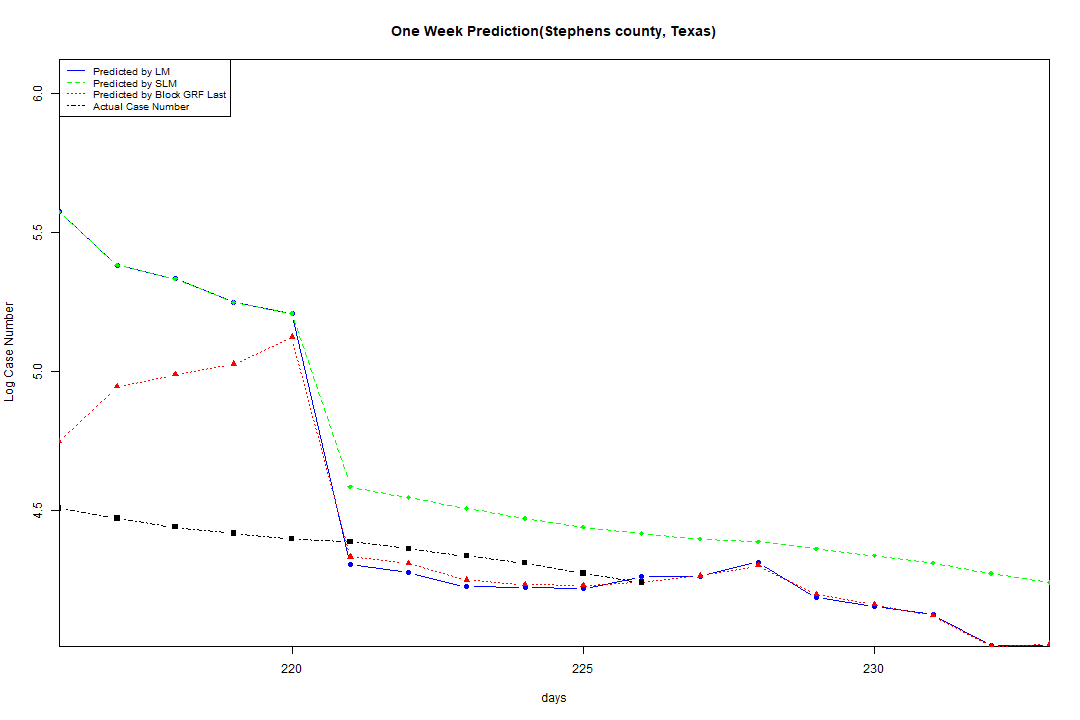 One Week Prediction(Stephens county, Texas)
Predicted by LM
Predicted by SLM
Predicted by Block GRF Last
Actual Case Number
6.0
5.5
5.0
4.5
Log Case Number
220
225
230
days